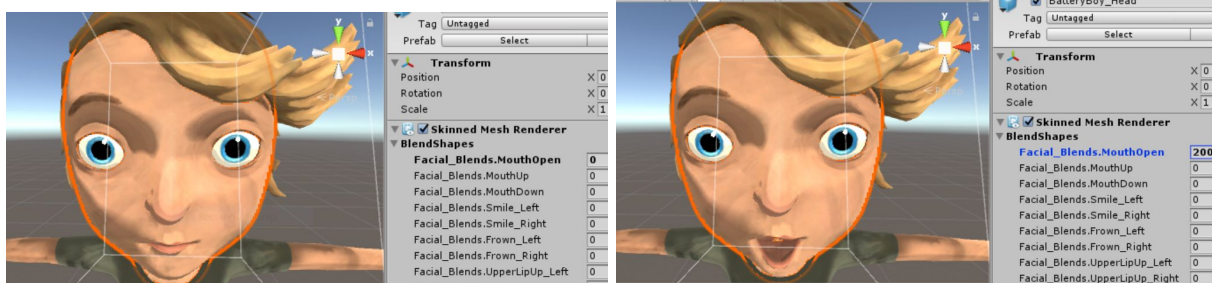 y
x
Persp
Tag Untagged
Prefab Select
Transform
Position X 0
Rotation X 0
Scale X 1
Skinned Mesh Renderer
BlendShapes
Facial_Blends.MouthOpen 0
Facial_Blends.MouthUp 0
Facial_Blends.MouthDown 0
Facial_Blends.Smile_Left 0
Facial_Blends.Smile_Right 0
Facial_Blends.Frown_Left 0
Facial_Blends.Frown_Right 0
Facial_Blends.UpperLipUp_Left 0
y
x
BatteryBoy_Head
Tag Untagged
Prefab Select
Transform
Position X 0
Rotation X 0
Scale X 1
Skinned Mesh Renderer
BlendShapes
Facial_Blends.MouthOpen 200
Facial_Blends.MouthUp 0
Facial_Blends.MouthDown 0
Facial_Blends.Smile_Left 0
Facial_Blends.Smile_Right 0
Facial_Blends.Frown_Left 0
Facial_Blends.Frown_Right 0
Facial_Blends.UpperLipUp_Left 0
Facial_Blends.UpperLipUp_Right 0